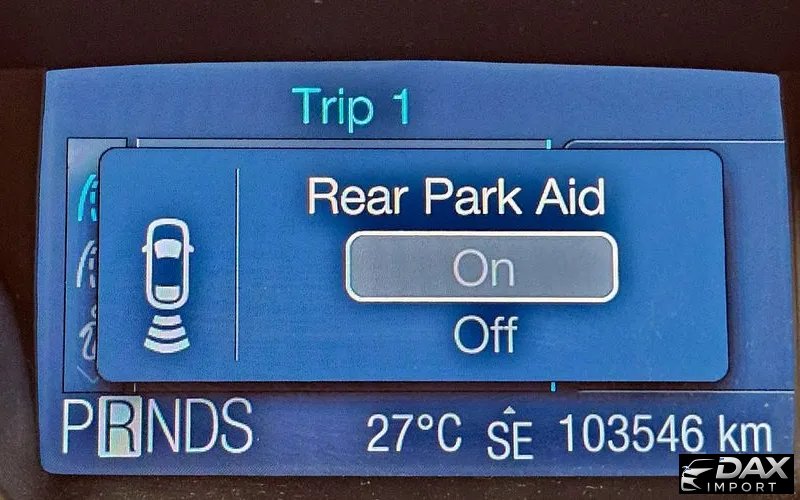 Trip 1
Rear Park Aid
On
Off
PRNDS 27°C SE 103546 km
DAX
IMPORT